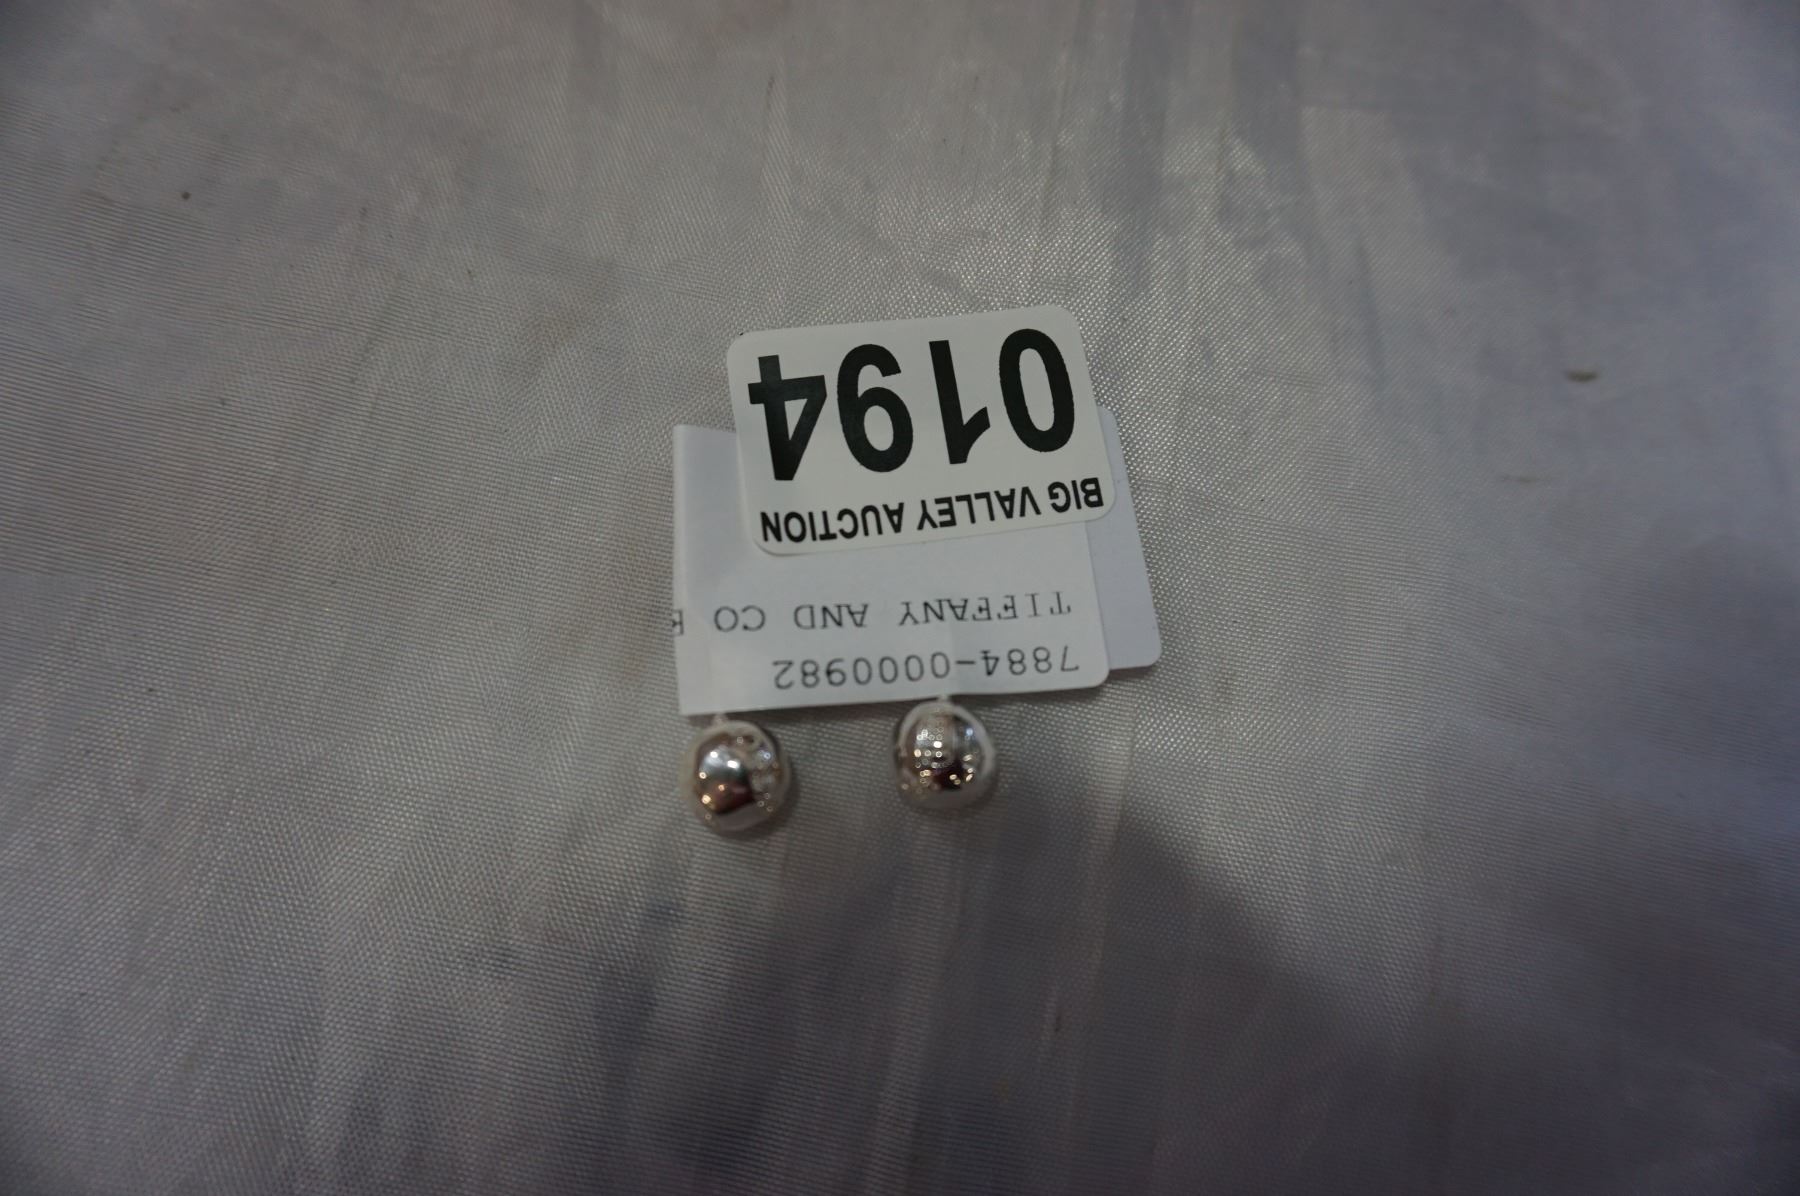 7884-0000982
TIFFANY AND CO E
BIG VALLEY AUCTION
0194